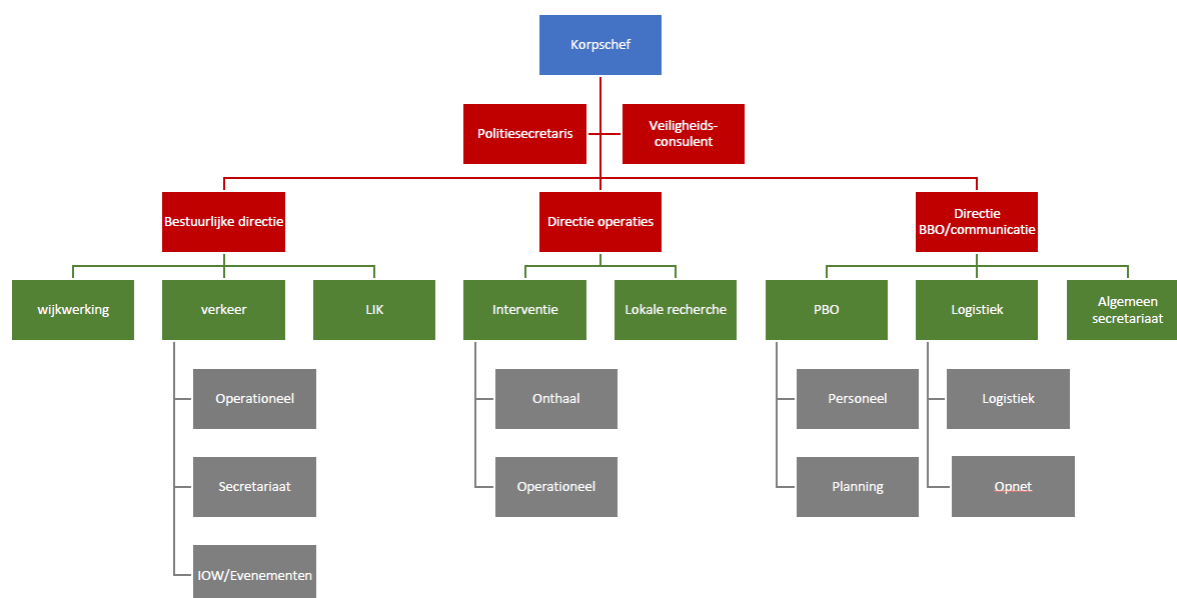 Korpschef
Politiesecretaris
Veiligheids-
consulent
Bestuurlijke directie
Directie operaties
Directie
BBO/communicatie
wijkwerking
verkeer
LIK
Interventie
Lokale recherche
PBO
Logistiek
Algemeen
secretariaat
Operationeel
Onthaal
Personeel
Logistiek
Secretariaat
Operationeel
Planning
Opnet
IOW/Evenementen